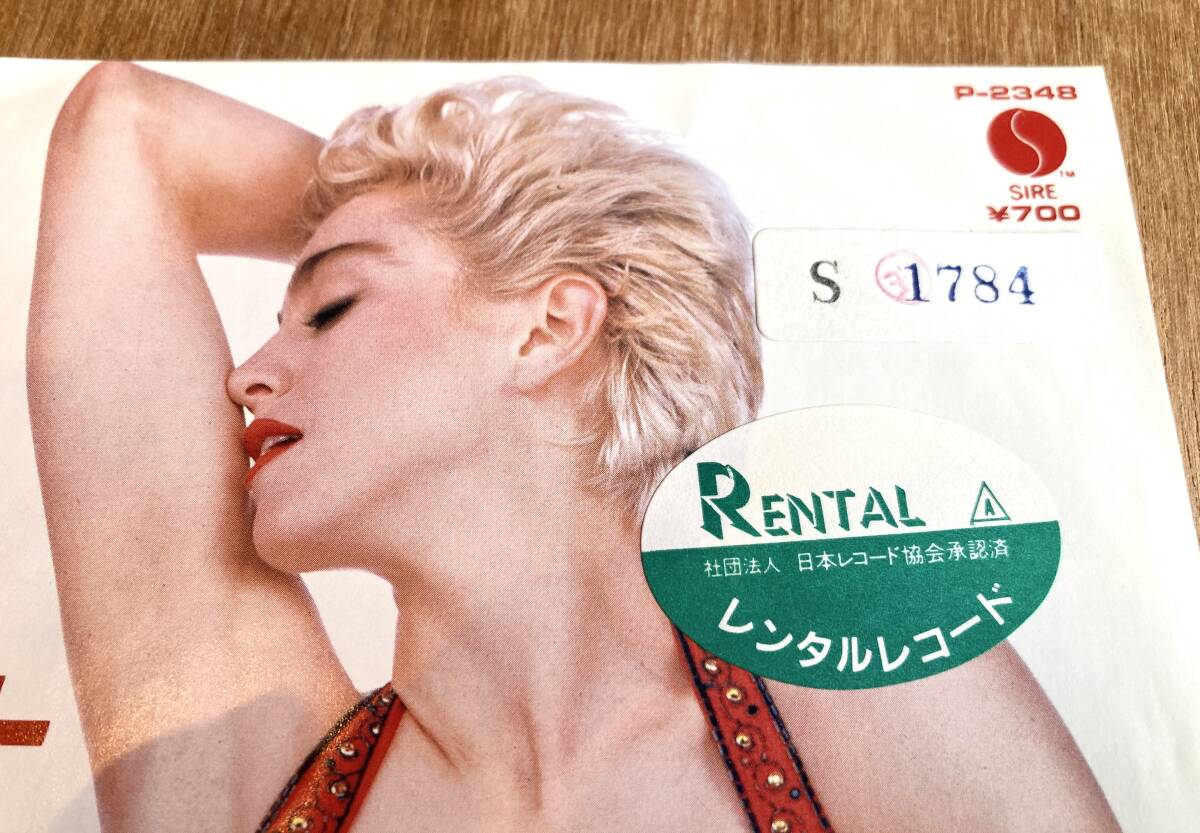 P-2348
SIRE
TM
¥700
S 1784
RENTAL A
社団法人 日本レコード協会承認済
レンタルレコード